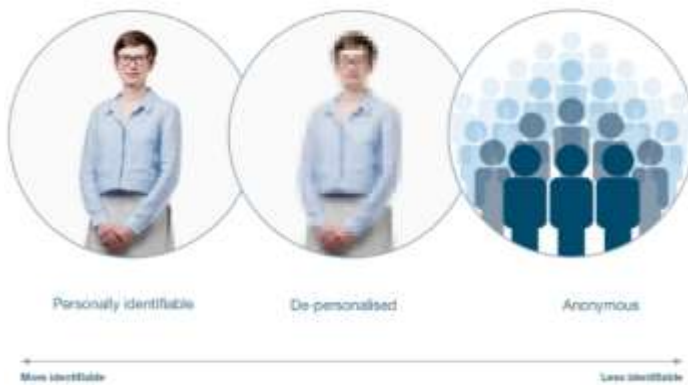 Personally identifiable
De-personalised
Anonymous
More identifiable
Less identifiable